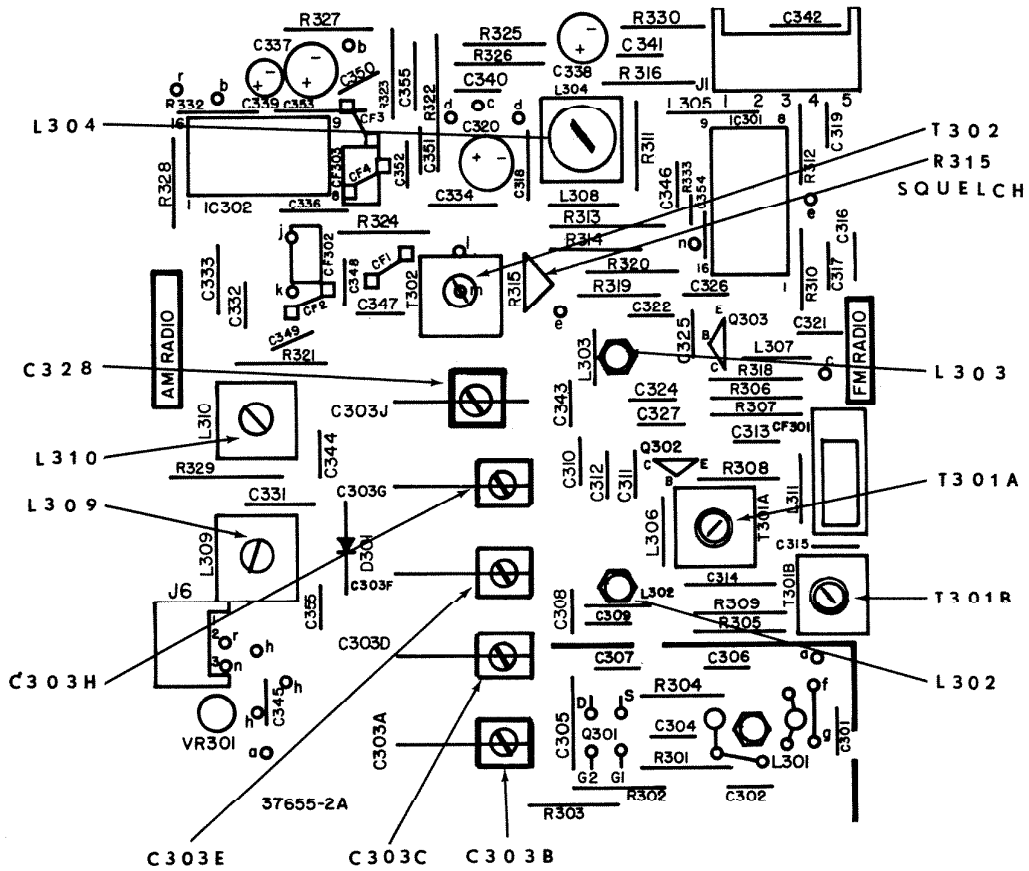 R327
C337
b
C350
R323
C355
R322
R325
R326
C340
d
c
d
C320
C338
R330
C341
R316
C342
J1
1 2 3 4 5
r
b
R332
C339
C353
CF3
L304
L304
R311
L305
9
IC301
8
C319
R312
T302
R315
SQUELCH
16
9
R328
CF303
CF4
C352
C351
C334
C318
L308
C346
R333
C354
1
IC302
8
C336
R324
R313
R314
e
C316
j
CF302
C333
C332
k
CF2
C348
CF1
C347
T302
l
m
R315
R320
R319
e
n
16
C326
1
R310
C317
C349
R321
AM RADIO
C322
C325
E
B
C
Q303
C321
L307
c
FM RADIO
L303
L303
C328
C303J
R318
R306
R307
C324
C327
C343
L310
L310
C344
R329
C331
C303G
C310
C312
C311
Q302
C
E
B
C313
CF301
R308
L311
T301A
T301A
L309
L309
D301
C303F
L306
C315
J6
C355
C314
T301B
T301B
1
2
3
r
n
h
C303D
C308
L302
C309
R309
R305
C303H
h
C345
h
VR301
a
C303A
C307
C306
a
L302
C305
D
S
Q301
G2
G1
R304
C304
R301
f
g
C301
L301
37655-2A
R302
C302
R303
C303E
C303C
C303B